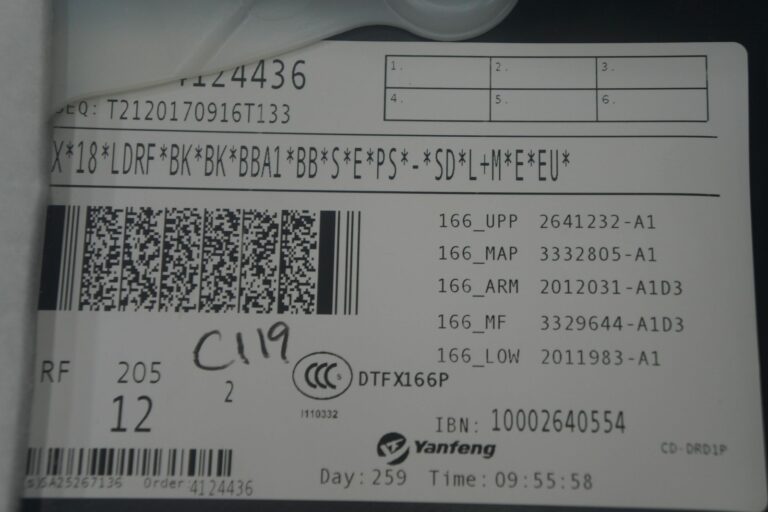 4124436
SEQ: T2120170916T133
1. 2. 3.
4. 5. 6.
X*18*LDRF*BK*BK*BBA1*BB*S*E*PS*-*SD*L+M*E*EU*
166_UPP 2641232-A1
166_MAP 3332805-A1
166_ARM 2012031-A1D3
166_MF 3329644-A1D3
166_LOW 2011983-A1
C119
RF 205 2
CCC S DTFX166P
12
I110332
IBN: 10002640554
Yanfeng
CD-DRD1P
Day: 259 Time: 09:55:58
(s)SA25267136 Order: 4124436